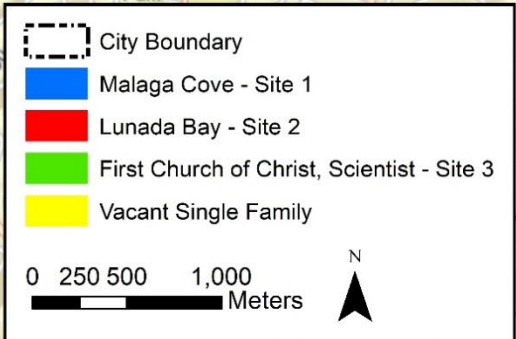 City Boundary
Malaga Cove - Site 1
Lunada Bay - Site 2
First Church of Christ, Scientist - Site 3
Vacant Single Family
0 250 500 1,000
Meters
N